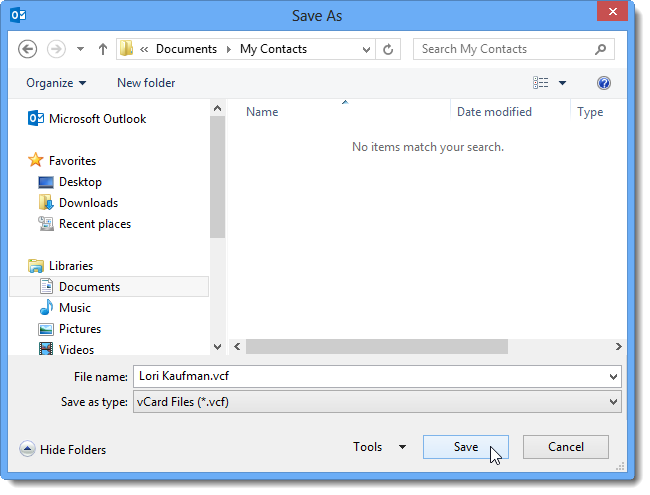 Save As
« Documents My Contacts Search My Contacts
Organize New folder
Name Date modified Type
No items match your search.
Microsoft Outlook
Favorites
Desktop
Downloads
Recent places
Libraries
Documents
Music
Pictures
Videos
File name: Lori Kaufman.vcf
Save as type: vCard Files (*.vcf)
Hide Folders Tools Save Cancel